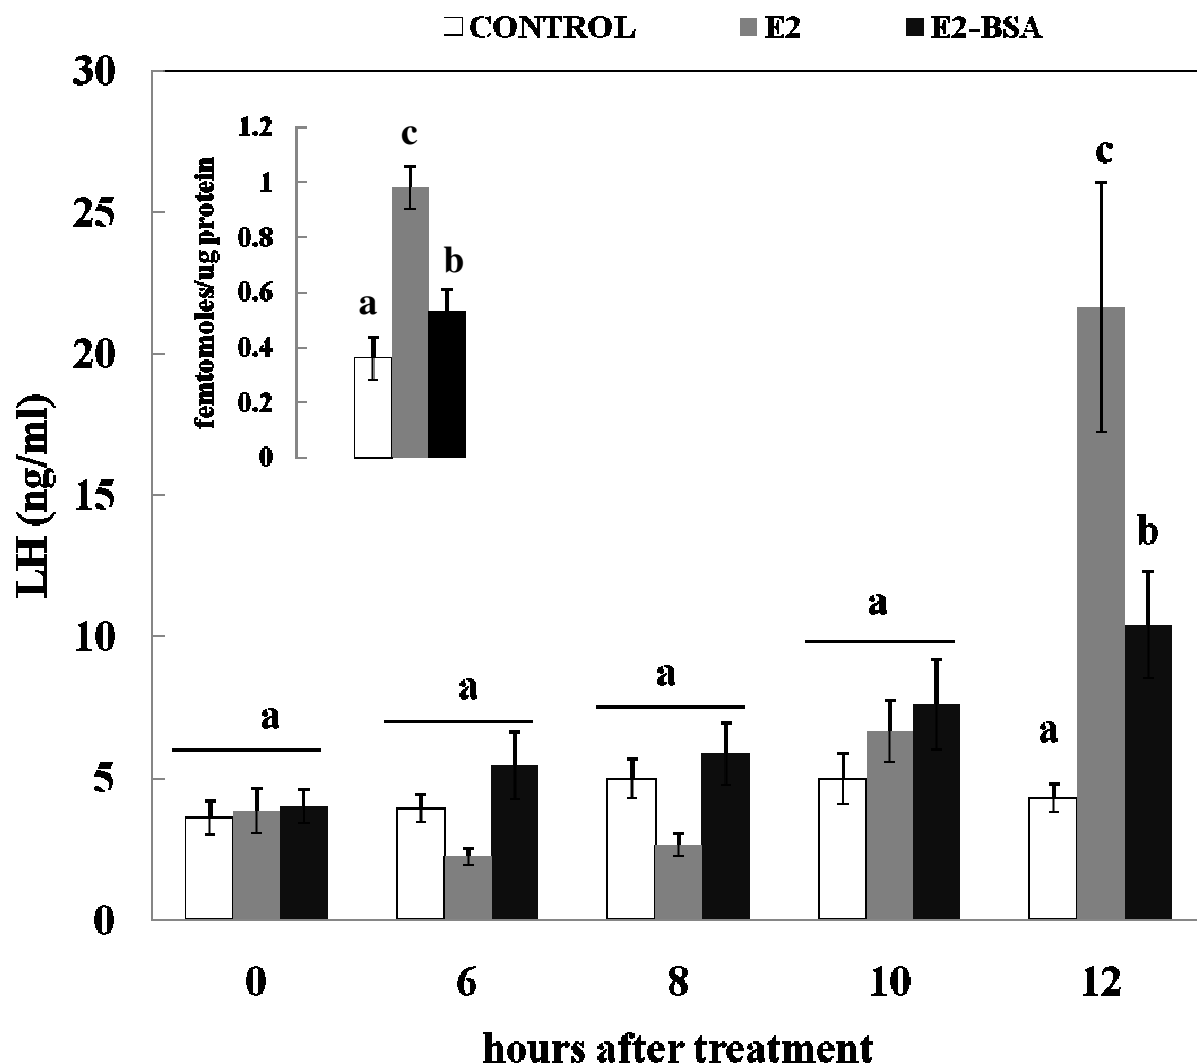 CONTROL E2 E2-BSA
30
25
20
15
10
5
0
LH (ng/ml)
1.2
1
0.8
0.6
0.4
0.2
0
femtomoles/ug protein
a
c
b
a
a
a
a
a
c
b
0 6 8 10 12
hours after treatment